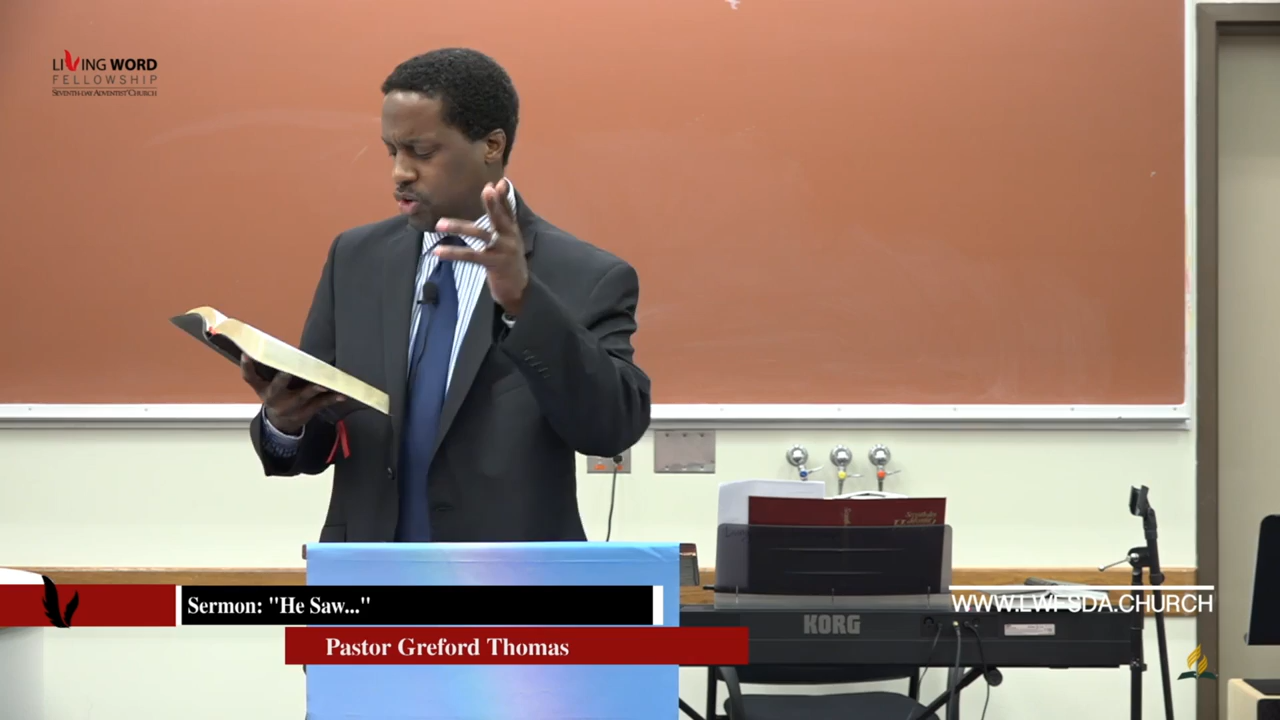 LIVING WORD
FELLOWSHIP
SEVENTH-DAY ADVENTIST CHURCH
Sermon: "He Saw..."
Pastor Greford Thomas
WWW.LWFSDA.CHURCH
KORG